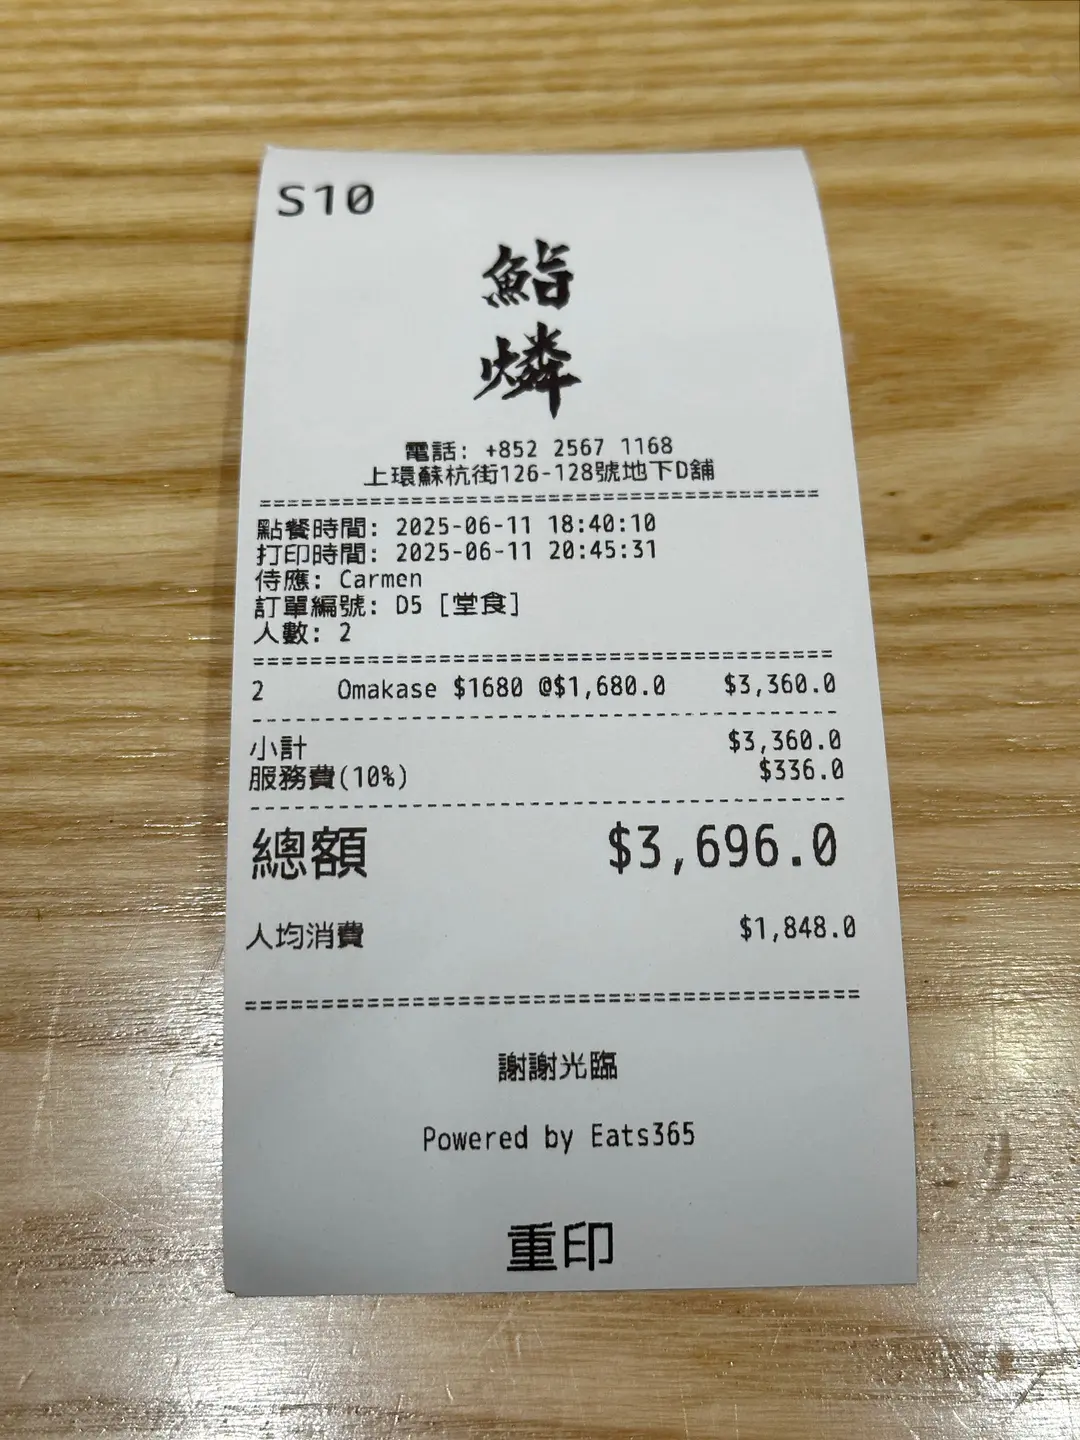 S10
鮨
燐
電話: +852 2567 1168
上環蘇杭街126-128號地下D舖
========================================
點餐時間: 2025-06-11 18:40:10
打印時間: 2025-06-11 20:45:31
侍應: Carmen
訂單編號: D5 [堂食]
人數: 2
========================================
2 Omakase $1680 @$1,680.0 $3,360.0
----------------------------------------
小計 $3,360.0
服務費(10%) $336.0
----------------------------------------
總額 $3,696.0
人均消費 $1,848.0
========================================
謝謝光臨
Powered by Eats365
重印